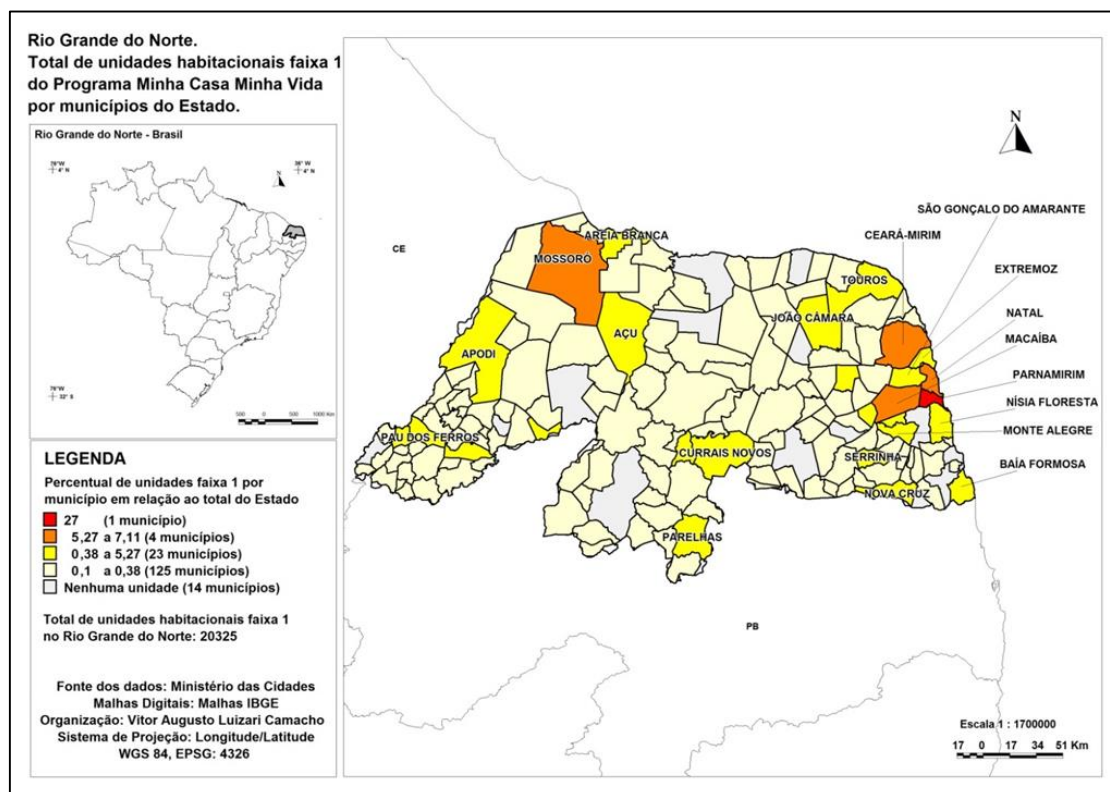 Rio Grande do Norte.
Total de unidades habitacionais faixa 1
do Programa Minha Casa Minha Vida
por municípios do Estado.
Rio Grande do Norte - Brasil
N
500 0 500 1000 Km
LEGENDA
Percentual de unidades faixa 1 por
município em relação ao total do Estado
27 (1 município)
5,27 a 7,11 (4 municípios)
0,38 a 5,27 (23 municípios)
0,1 a 0,38 (125 municípios)
Nenhuma unidade (14 municípios)
Total de unidades habitacionais faixa 1
no Rio Grande do Norte: 20325
Fonte dos dados: Ministério das Cidades
Malhas Digitais: Malhas IBGE
Organização: Vitor Augusto Luizari Camacho
Sistema de Projeção: Longitude/Latitude
WGS 84, EPSG: 4326
N
SÃO GONÇALO DO AMARANTE
CEARÁ-MIRIM
EXTREMOZ
NATAL
MACAÍBA
PARNAMIRIM
NÍSIA FLORESTA
MONTE ALEGRE
BAÍA FORMOSA
CE
AREIA BRANCA
MOSSORÓ
TOUROS
JOÃO CÂMARA
AÇU
APODI
PAU DOS FERROS
CURRAIS NOVOS
SERRINHA
NOVA CRUZ
PARELHAS
PB
Escala 1 : 1700000
17 0 17 34 51 Km